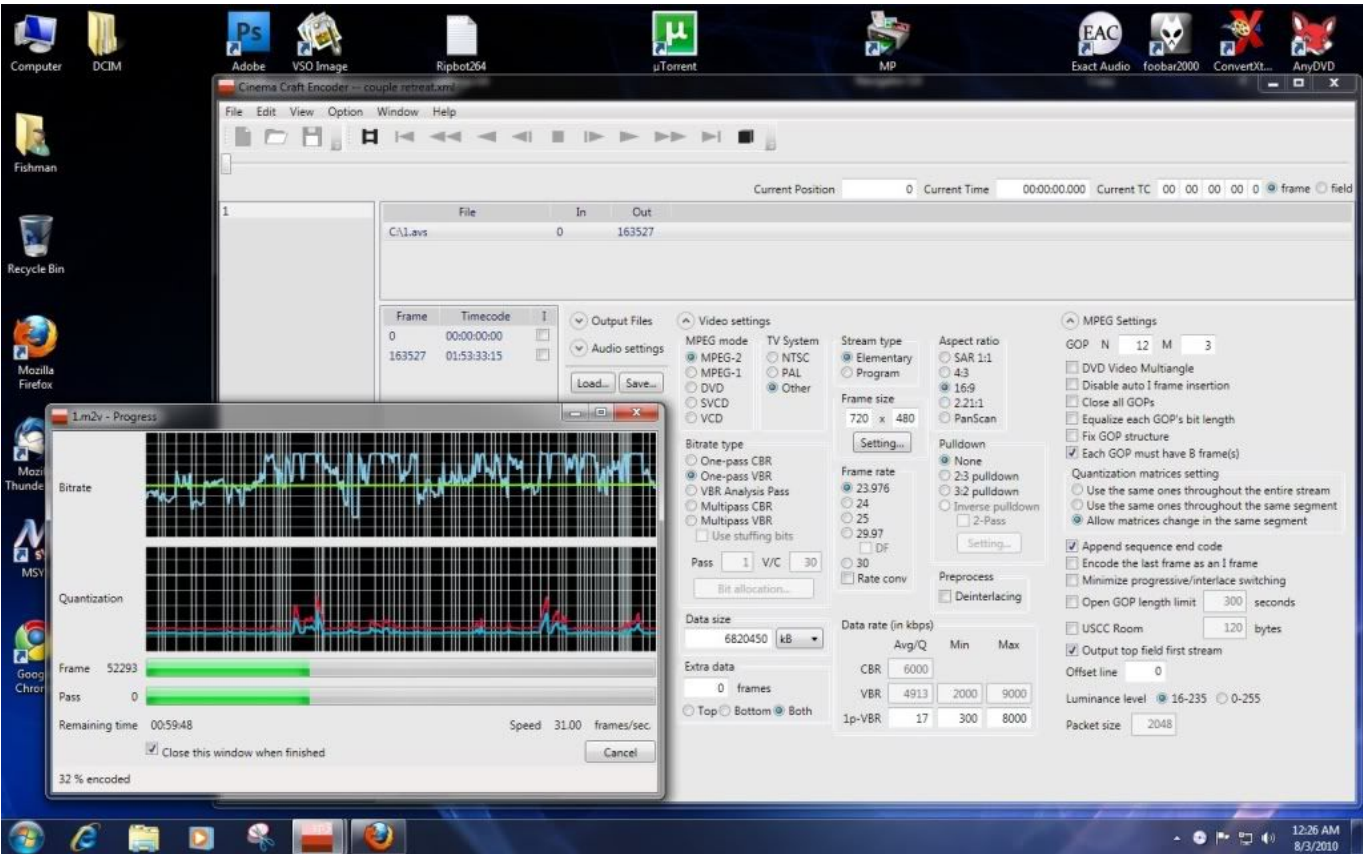 Computer
DCIM
Ps
Adobe
VSO Image
Ripbot264
µ
µTorrent
MP
EAC
Exact Audio
foobar2000
ConvertXt...
AnyDVD
Fishman
Recycle Bin
Mozilla
Firefox
Mozi
Thunde
MSY
Goog
Chror
Cinema Craft Encoder -- couple retreat.xml
File Edit View Option Window Help
Current Position 0 Current Time 00:00:00.000 Current TC 00 00 00 00 0 frame field
1
File In Out
C:\1.avs 0 163527
Frame Timecode I
0 00:00:00:00
163527 01:53:33:15
Output Files
Audio settings
Load... Save...
Video settings
MPEG mode
MPEG-2
MPEG-1
DVD
SVCD
VCD
TV System
NTSC
PAL
Other
Stream type
Elementary
Program
Frame size
720 x 480
Setting...
Aspect ratio
SAR 1:1
4:3
16:9
2.21:1
PanScan
Bitrate type
One-pass CBR
One-pass VBR
VBR Analysis Pass
Multipass CBR
Multipass VBR
Use stuffing bits
Pass 1 V/C 30
Bit allocation...
Frame rate
23.976
24
25
29.97
DF
30
Rate conv
Pulldown
None
2:3 pulldown
3:2 pulldown
Inverse pulldown
2-Pass
Setting...
Preprocess
Deinterlacing
Data size
6820450 kB
Extra data
0 frames
Top Bottom Both
Data rate (in kbps)
Avg/Q Min Max
CBR 6000
VBR 4913 2000 9000
1p-VBR 17 300 8000
MPEG Settings
GOP N 12 M 3
DVD Video Multiangle
Disable auto I frame insertion
Close all GOPs
Equalize each GOP's bit length
Fix GOP structure
Each GOP must have B frame(s)
Quantization matrices setting
Use the same ones throughout the entire stream
Use the same ones throughout the same segment
Allow matrices change in the same segment
Append sequence end code
Encode the last frame as an I frame
Minimize progressive/interlace switching
Open GOP length limit 300 seconds
USCC Room 120 bytes
Output top field first stream
Offset line 0
Luminance level 16-235 0-255
Packet size 2048
1.m2v - Progress
Bitrate
Quantization
Frame 52293
Pass 0
Remaining time 00:59:48 Speed 31.00 frames/sec.
Close this window when finished
Cancel
32 % encoded
12:26 AM
8/3/2010